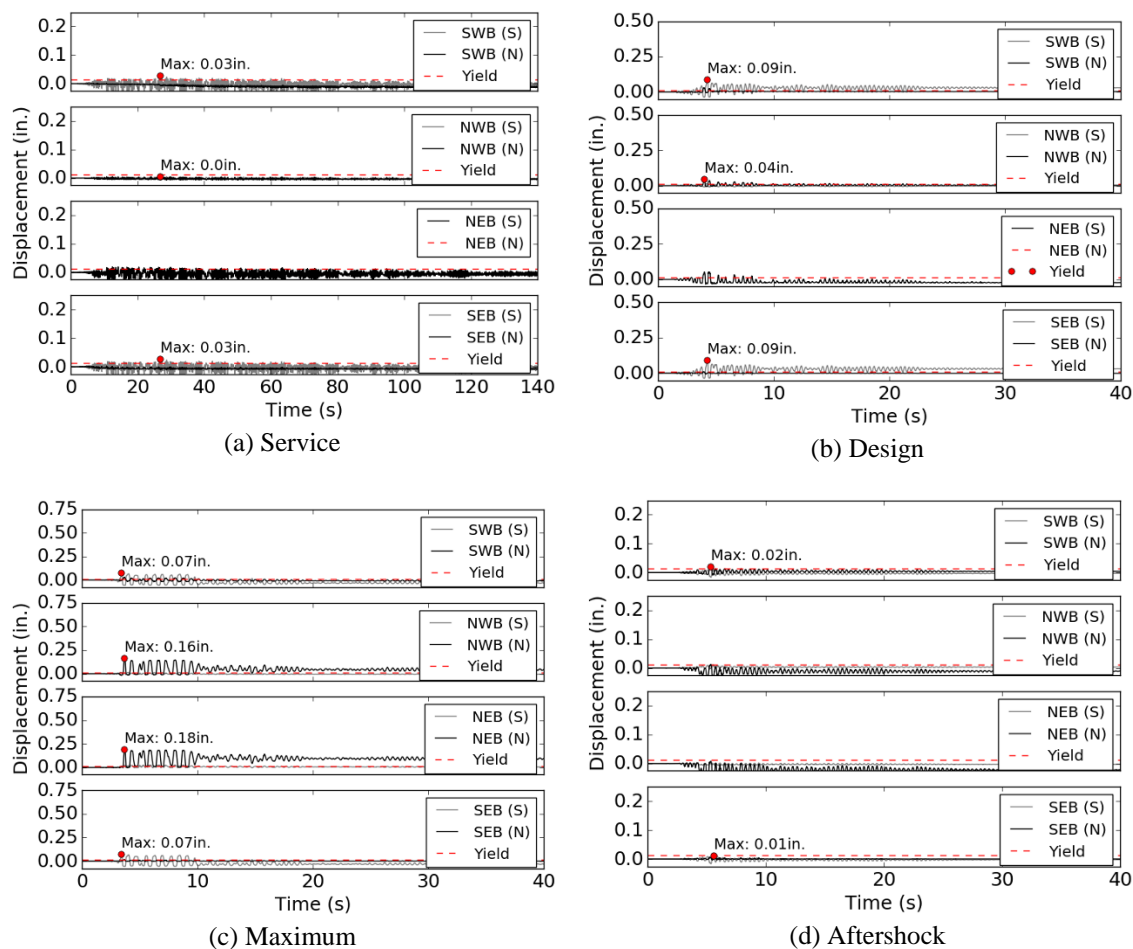 Displacement (in.)
0.2
0.1
0.0
Max: 0.03in.
SWB (S)
SWB (N)
Yield
0.2
0.1
0.0
Max: 0.0in.
NWB (S)
NWB (N)
Yield
0.2
0.1
0.0
NEB (S)
NEB (N)
0.2
0.1
0.0
Max: 0.03in.
SEB (S)
SEB (N)
Yield
0 20 40 60 80 100 120 140
Time (s)
(a) Service
Displacement (in.)
0.50
0.25
0.00
Max: 0.09in.
SWB (S)
SWB (N)
Yield
0.50
0.25
0.00
Max: 0.04in.
NWB (S)
NWB (N)
Yield
0.50
0.25
0.00
NEB (S)
NEB (N)
Yield
0.50
0.25
0.00
Max: 0.09in.
SEB (S)
SEB (N)
Yield
0 10 20 30 40
Time (s)
(b) Design
Displacement (in.)
0.75
0.50
0.25
0.00
Max: 0.07in.
SWB (S)
SWB (N)
Yield
0.75
0.50
0.25
0.00
Max: 0.16in.
NWB (S)
NWB (N)
Yield
0.75
0.50
0.25
0.00
Max: 0.18in.
NEB (S)
NEB (N)
Yield
0.75
0.50
0.25
0.00
Max: 0.07in.
SEB (S)
SEB (N)
Yield
0 10 20 30 40
Time (s)
(c) Maximum
Displacement (in.)
0.2
0.1
0.0
Max: 0.02in.
SWB (S)
SWB (N)
Yield
0.2
0.1
0.0
NWB (S)
NWB (N)
Yield
0.2
0.1
0.0
NEB (S)
NEB (N)
Yield
0.2
0.1
0.0
Max: 0.01in.
SEB (S)
SEB (N)
Yield
0 10 20 30 40
Time (s)
(d) Aftershock